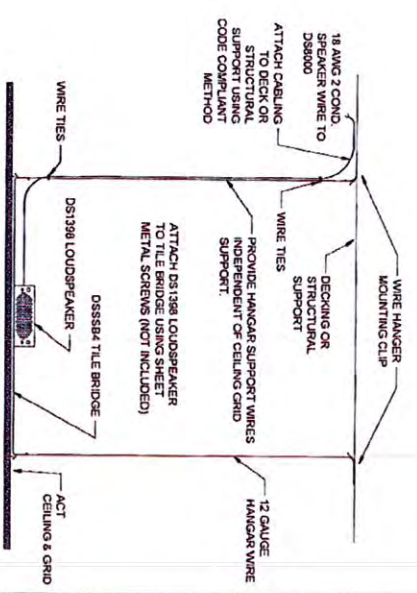 WIRE HANGER
MOUNTING CLIP
18 AWG 2 COND.
SPEAKER WIRE TO
DS8000
ATTACH CABLING
TO DECK OR
STRUCTURAL
SUPPORT USING
CODE COMPLIANT
METHOD
DECKING OR
STRUCTURAL
SUPPORT
WIRE TIES
PROVIDE HANGAR SUPPORT WIRES
INDEPENDENT OF CEILING GRID
SUPPORT.
12 GAUGE
HANGAR WIRE
ATTACH DS1398 LOUDSPEAKER
TO TILE BRIDGE USING SHEET
METAL SCREWS (NOT INCLUDED)
WIRE TIES
DS1398 LOUDSPEAKER
DSSSB4 TILE BRIDGE
ACT
CEILING & GRID